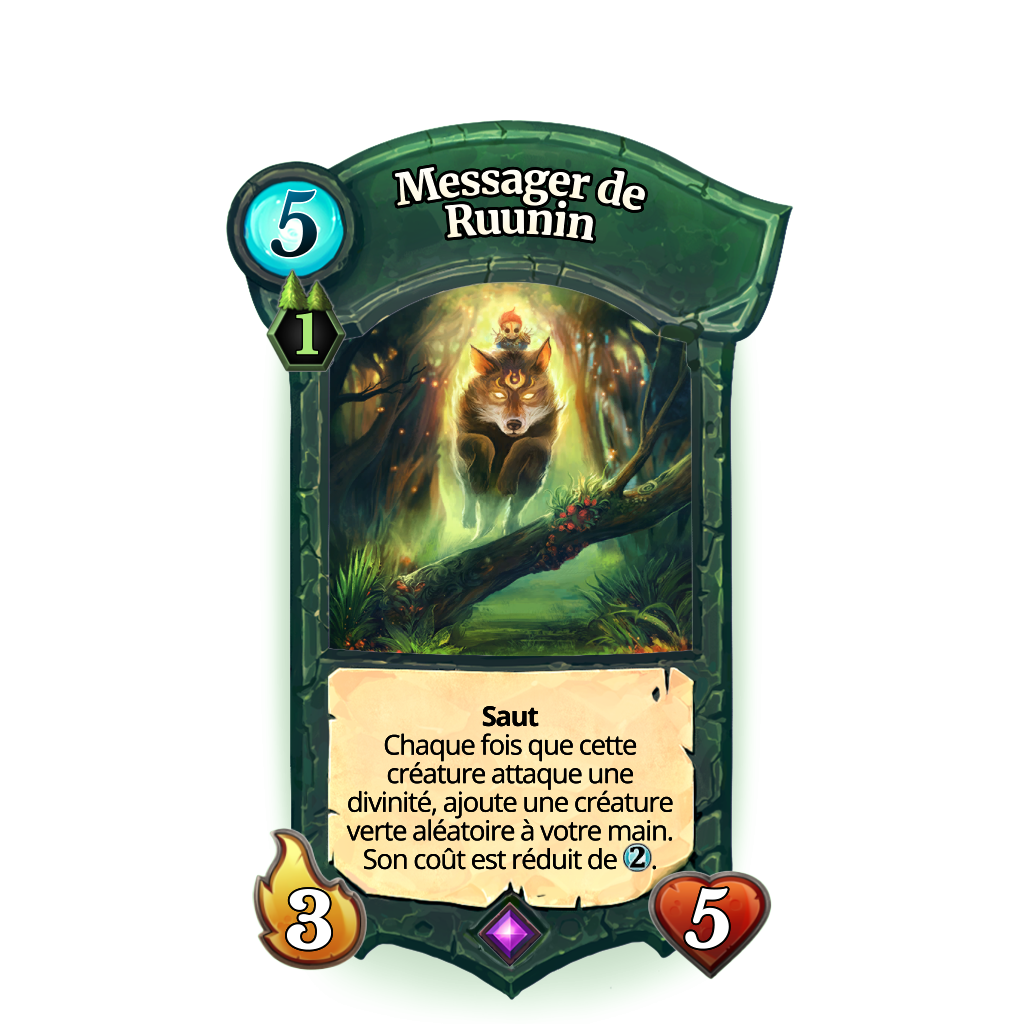 Messager de
Ruunin
5
1
Saut
Chaque fois que cette
créature attaque une
divinité, ajoute une créature
verte aléatoire à votre main.
Son coût est réduit de 2.
3
5